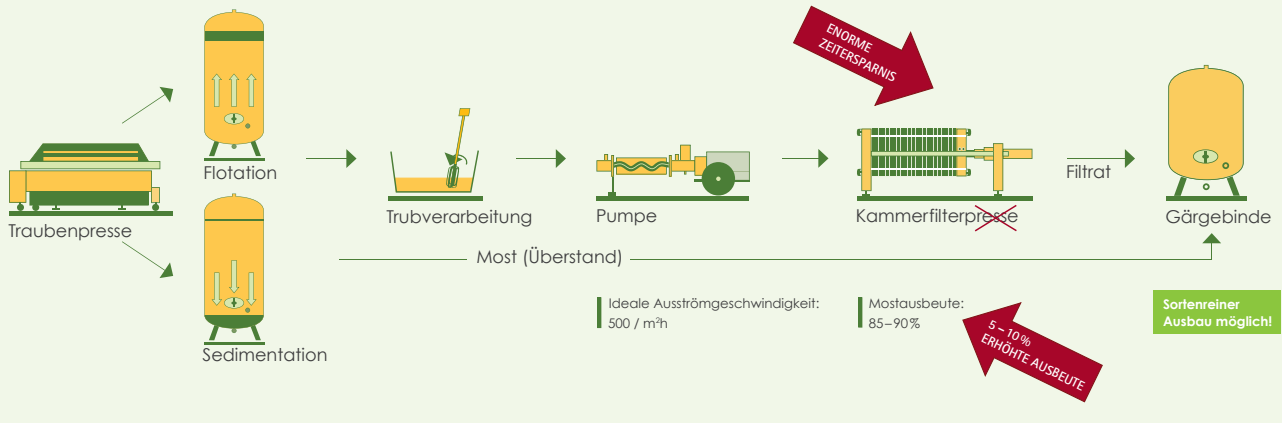 ENORME
ZEITERSPARNIS
Flotation
Traubenpresse
Trubverarbeitung
Pumpe
Kammerfilterpresse
Filtrat
Gärgebinde
Most (Überstand)
Sedimentation
Ideale Ausströmgeschwindigkeit:
500 / m²h
Mostausbeute:
85–90%
5–10%
ERHÖHTE AUSBEUTE
Sortenreiner
Ausbau möglich!